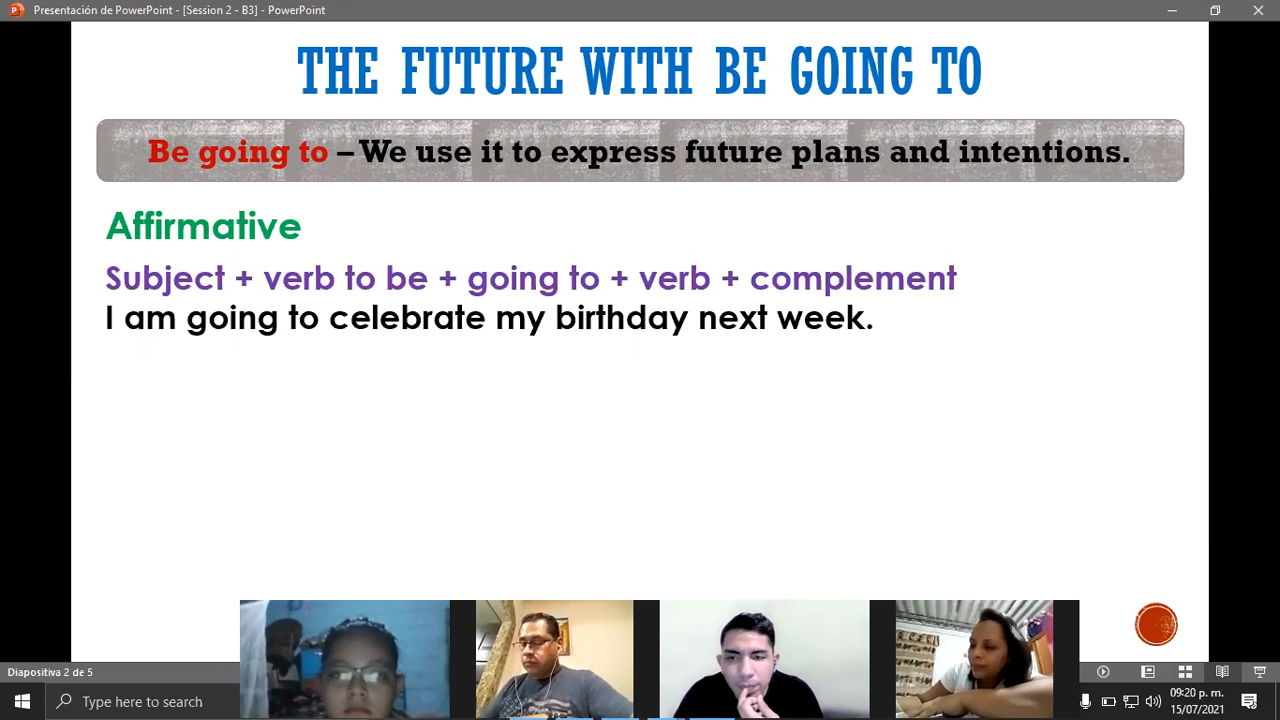 Presentación de PowerPoint - [Session 2 - B3] - PowerPoint
THE FUTURE WITH BE GOING TO
Be going to – We use it to express future plans and intentions.
Affirmative
Subject + verb to be + going to + verb + complement
I am going to celebrate my birthday next week.
Diapositiva 2 de 5
Type here to search
09:20 p. m.
15/07/2021